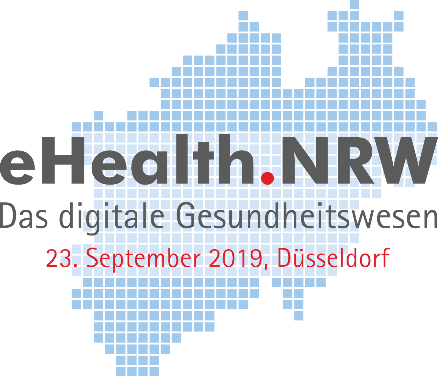 eHealth.NRW
Das digitale Gesundheitswesen
23. September 2019, Düsseldorf